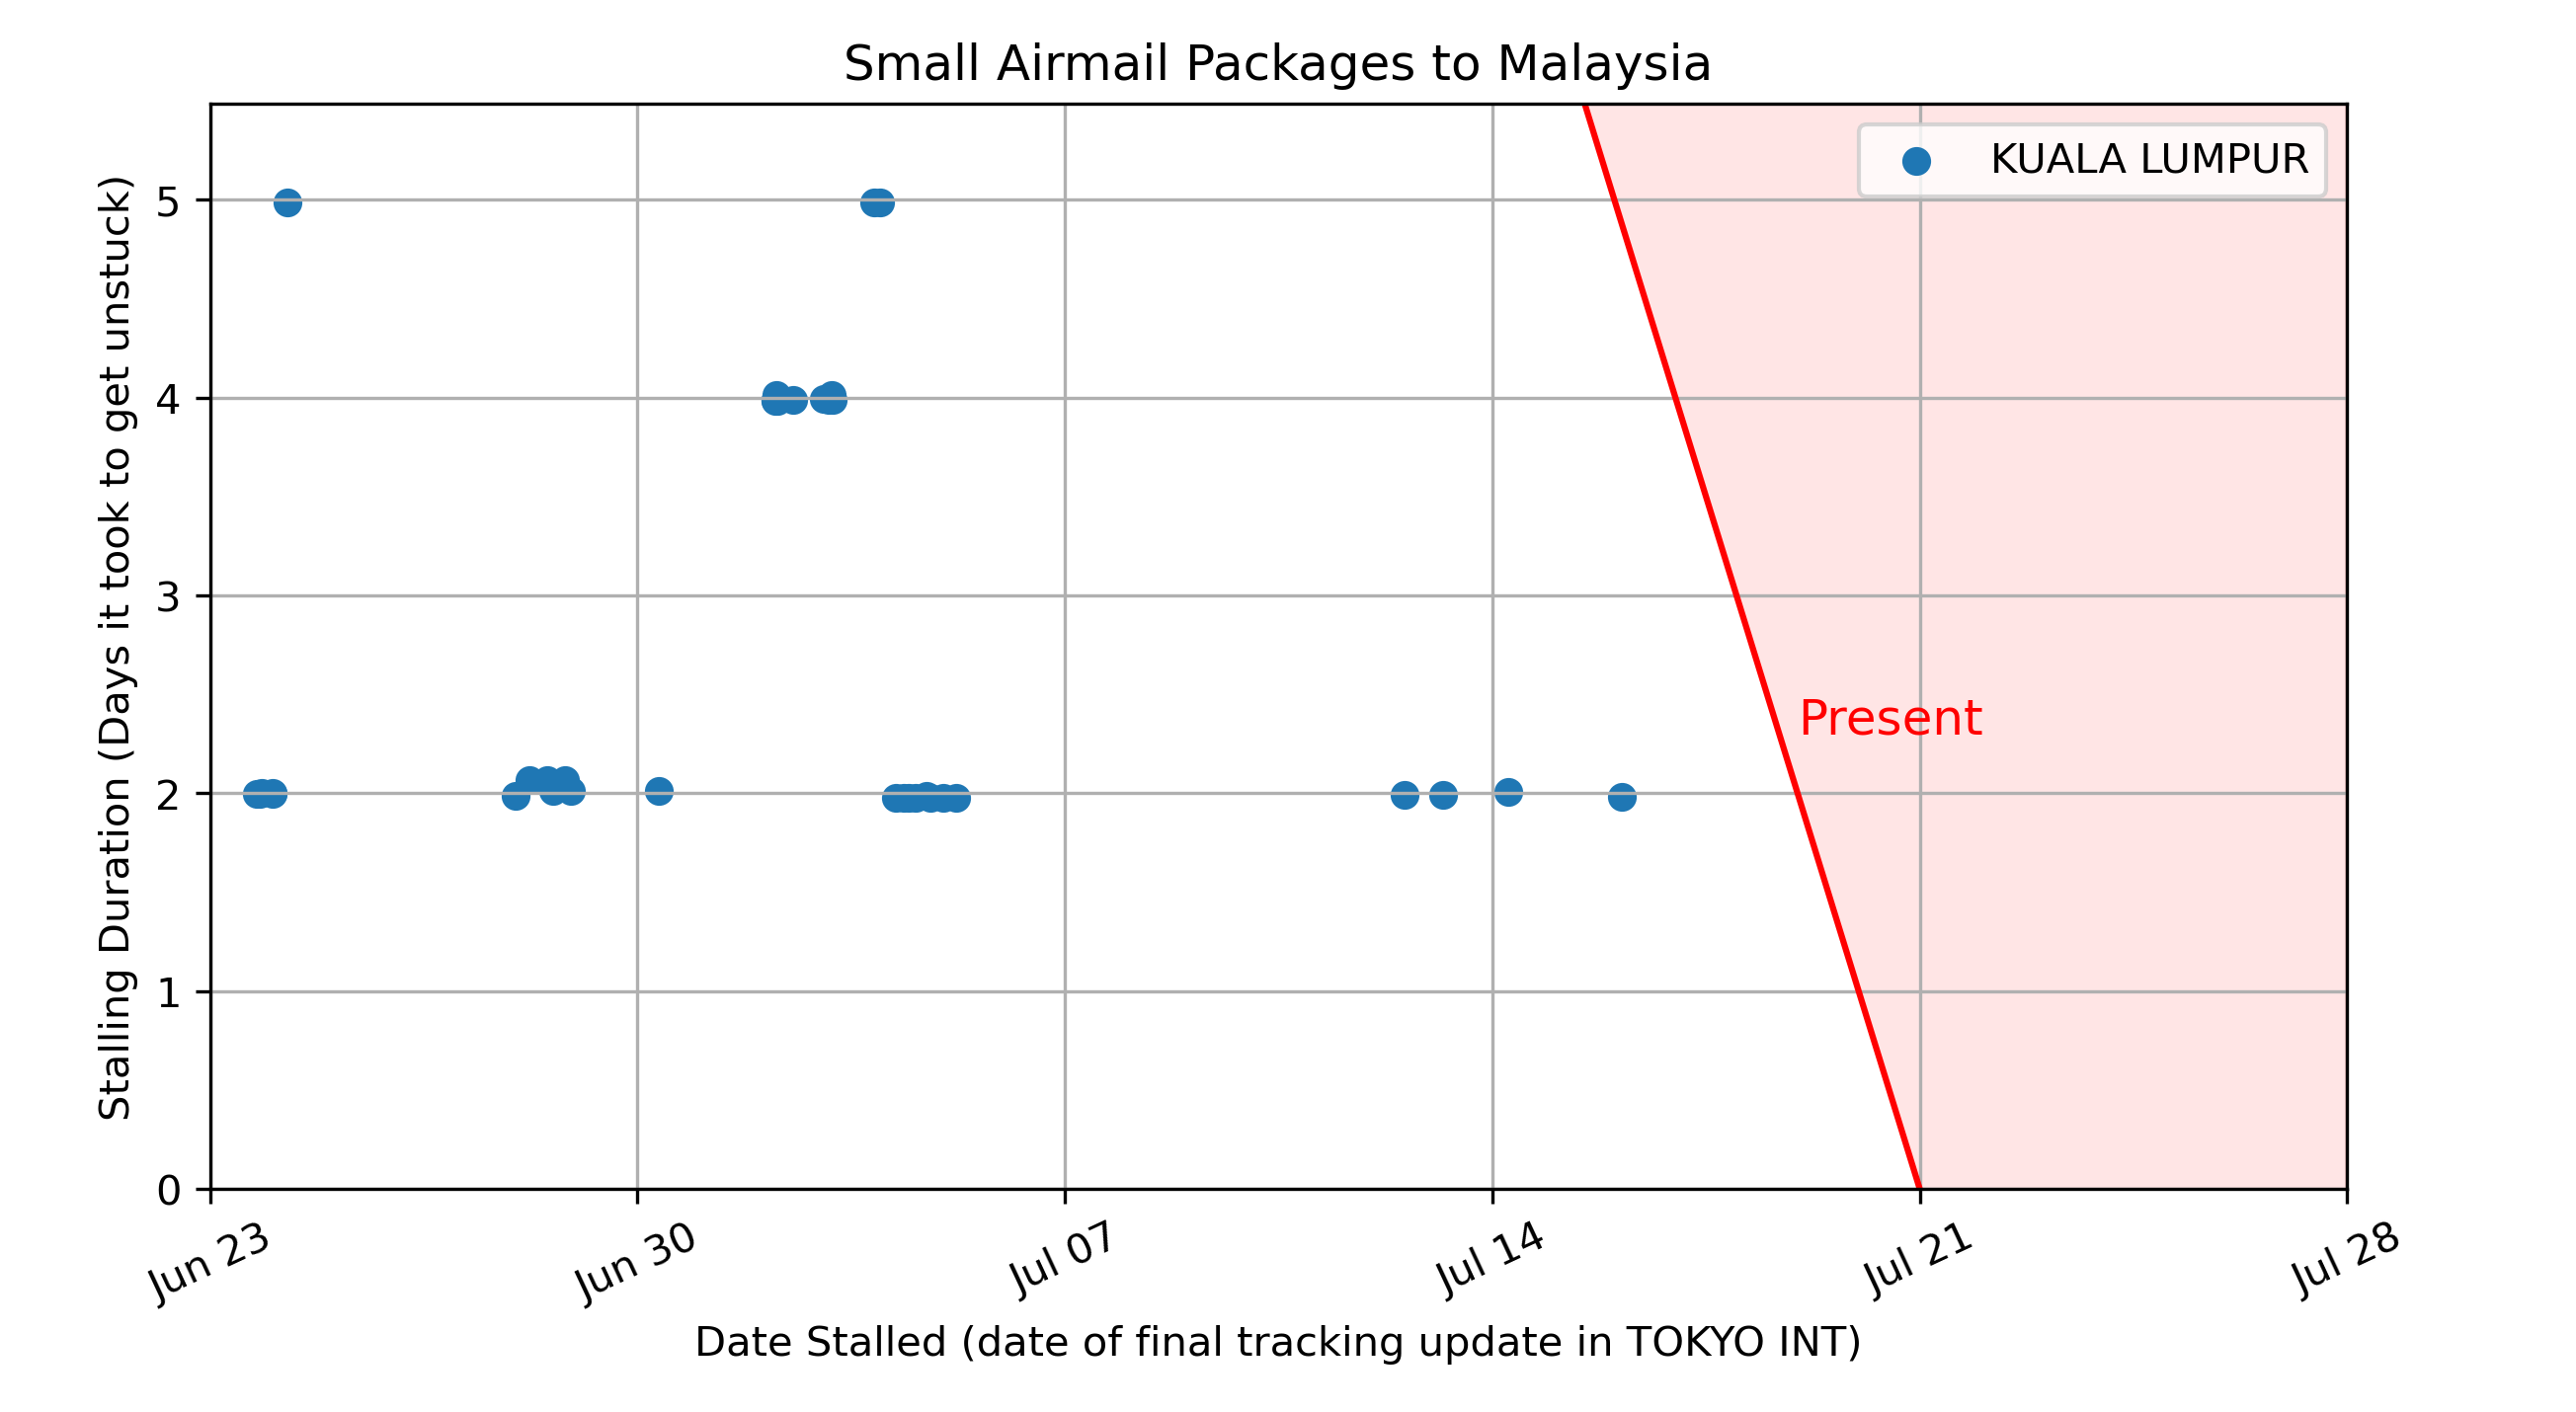 Small Airmail Packages to Malaysia
KUALA LUMPUR
Stalling Duration (Days it took to get unstuck)
5
4
3
2
1
0
Present
Jun 23
Jun 30
Jul 07
Jul 14
Jul 21
Jul 28
Date Stalled (date of final tracking update in TOKYO INT)